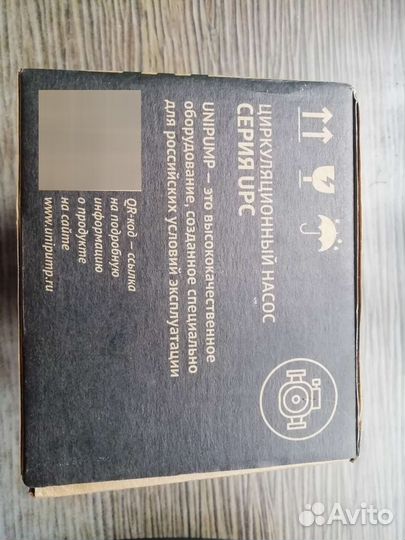 ЦИРКУЛЯЦИОННЫЙ НАСОС
СЕРИЯ UPC
UNIPUMP – это высококачественное
оборудование, созданное специально
для российских условий эксплуатации
QR-код – ссылка
на подробную
информацию
о продукте
на сайте
www.unipump.ru
Avito